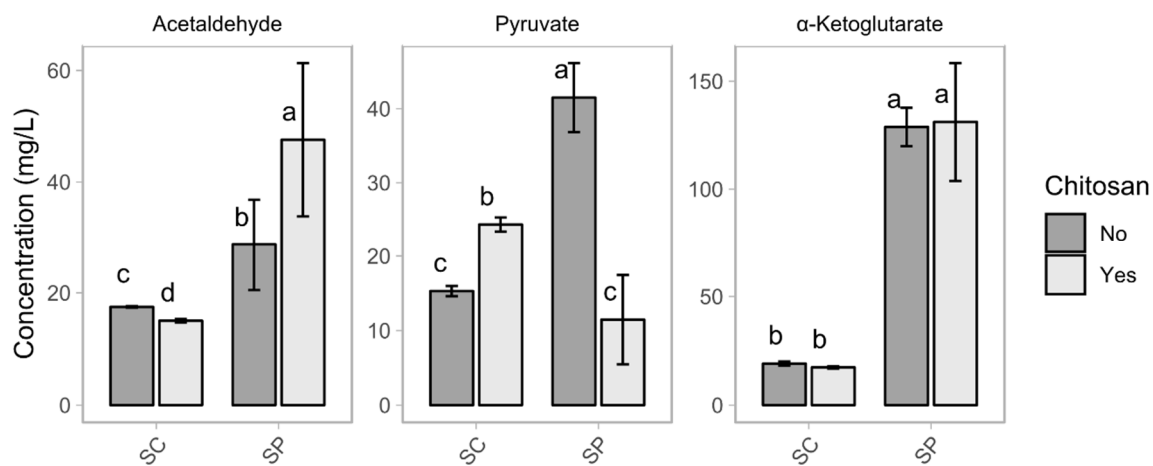 Acetaldehyde
Pyruvate
α-Ketoglutarate
Concentration (mg/L)
60
40
20
0
c
d
b
a
SC
SP
40
30
20
10
0
c
b
a
c
SC
SP
150
100
50
0
b
b
a
a
SC
SP
Chitosan
No
Yes